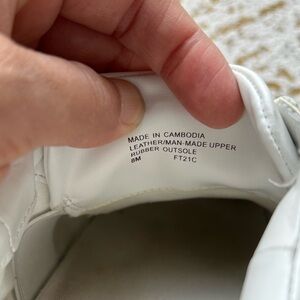 MADE IN CAMBODIA
LEATHER/MAN-MADE UPPER
RUBBER OUTSOLE
8M FT21C